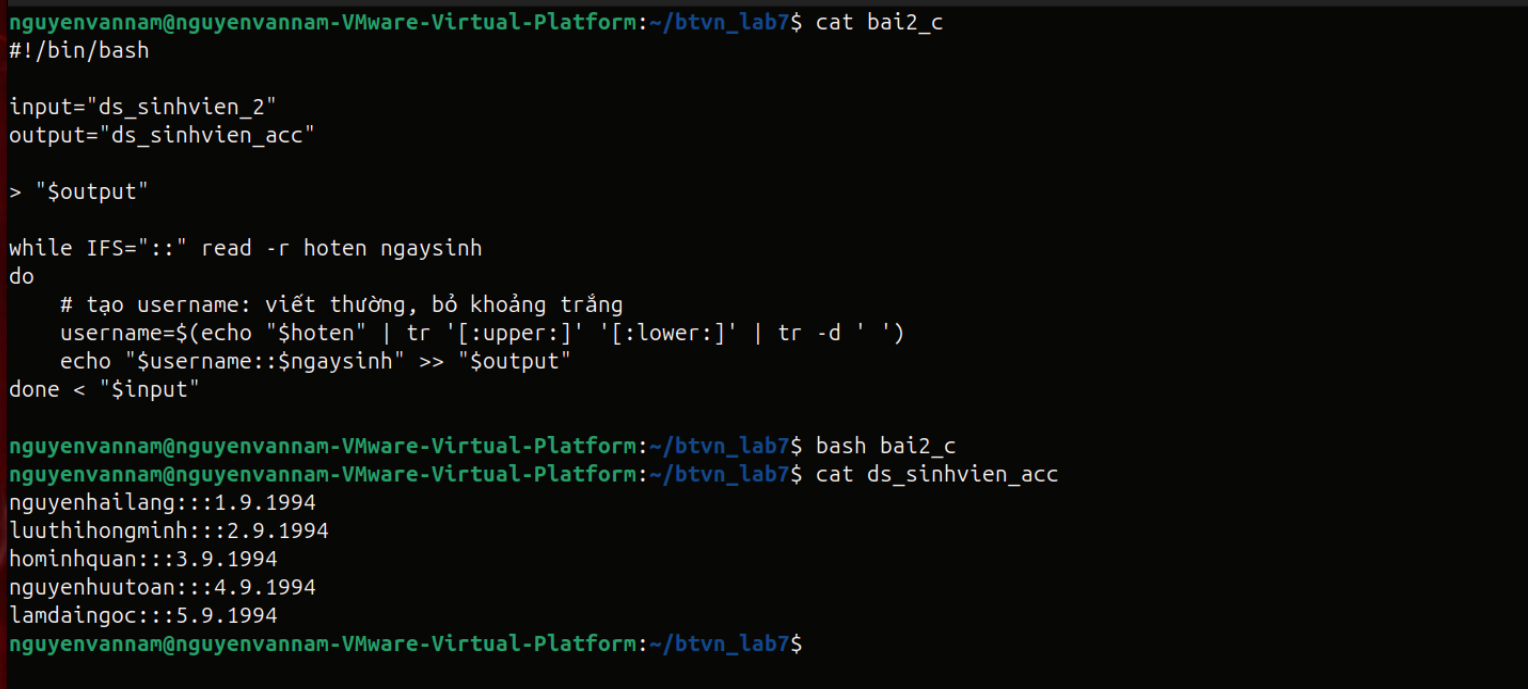 nguyenvannam@nguyenvannam-VMware-Virtual-Platform:~/btvn_lab7$ cat bai2_c
#!/bin/bash

input="ds_sinhvien_2"
output="ds_sinhvien_acc"

> "$output"

while IFS="::" read -r hoten ngaysinh
do
    # tạo username: viết thường, bỏ khoảng trắng
    username=$(echo "$hoten" | tr '[:upper:]' '[:lower:]' | tr -d ' ')
    echo "$username::$ngaysinh" >> "$output"
done < "$input"

nguyenvannam@nguyenvannam-VMware-Virtual-Platform:~/btvn_lab7$ bash bai2_c
nguyenvannam@nguyenvannam-VMware-Virtual-Platform:~/btvn_lab7$ cat ds_sinhvien_acc
nguyenhailang:::1.9.1994
luuthihongminh:::2.9.1994
hominhquan:::3.9.1994
nguyenhuutoan:::4.9.1994
lamdaingoc:::5.9.1994
nguyenvannam@nguyenvannam-VMware-Virtual-Platform:~/btvn_lab7$